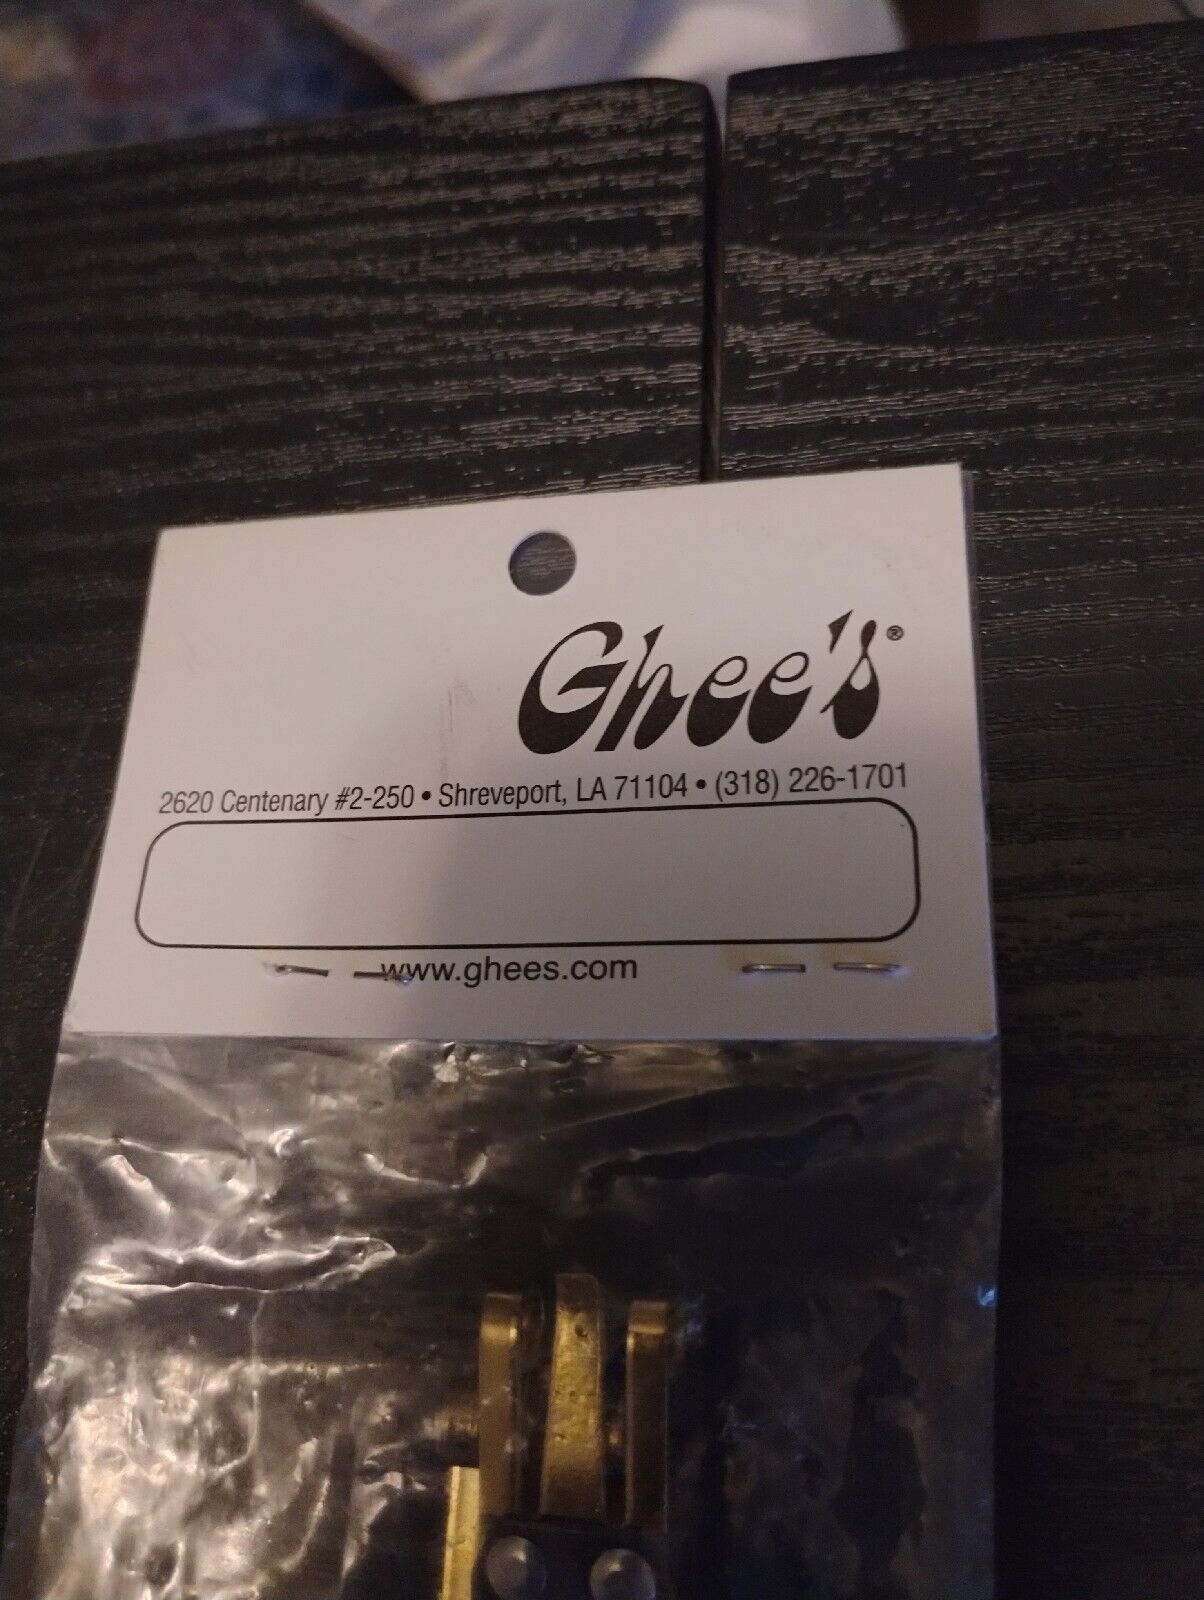 Ghee's®
2620 Centenary #2-250 • Shreveport, LA 71104 • (318) 226-1701
www.ghees.com